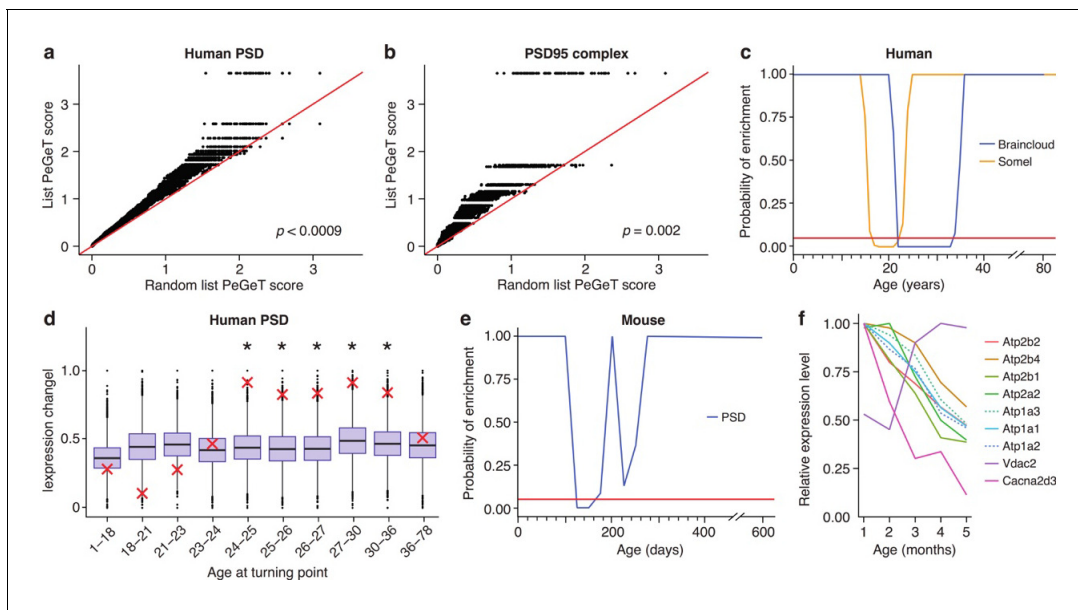 a
Human PSD
List PeGeT score
3
2
1
0
0 1 2 3
Random list PeGeT score
p < 0.0009
b
PSD95 complex
List PeGeT score
3
2
1
0
0 1 2 3
Random list PeGeT score
p = 0.002
c
Human
Probability of enrichment
1.00
0.75
0.50
0.25
0.00
0 20 40 80
Age (years)
Braincloud
Somel
d
Human PSD
lexpression changel
1
0.5
0
* * * * *
1–18 18–21 21–23 23–24 24–25 25–26 26–27 27–30 30–36 36–78
Age at turning point
e
Mouse
Probability of enrichment
1.00
0.75
0.50
0.25
0.00
0 200 400 600
Age (days)
PSD
f
Relative expression level
1.00
0.75
0.50
0.25
0.00
1 2 3 4 5
Age (months)
Atp2b2
Atp2b4
Atp2b1
Atp2a2
Atp1a3
Atp1a1
Atp1a2
Vdac2
Cacna2d3